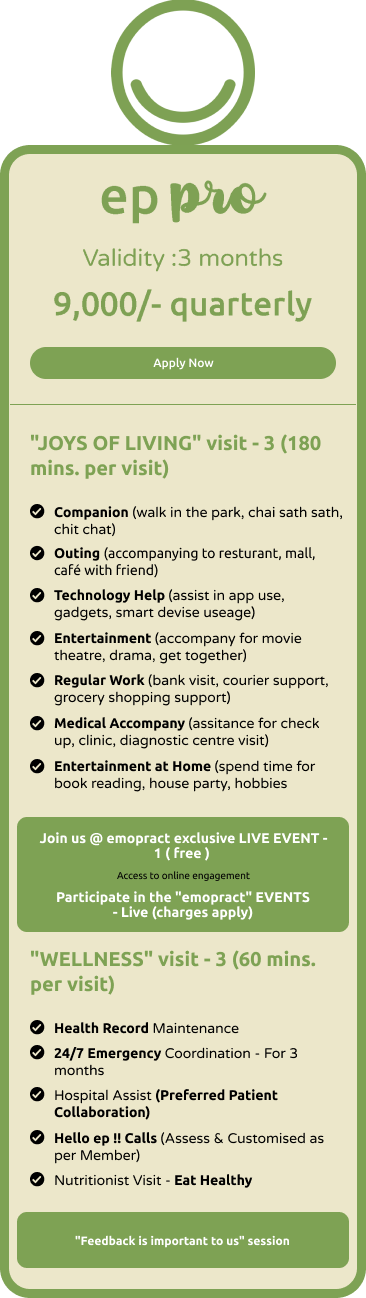 ep pro
Validity :3 months
9,000/- quarterly
Apply Now
"JOYS OF LIVING" visit - 3 (180
mins. per visit)
Companion (walk in the park, chai sath sath,
chit chat)
Outing (accompanying to resturant, mall,
café with friend)
Technology Help (assist in app use,
gadgets, smart devise useage)
Entertainment (accompany for movie
theatre, drama, get together)
Regular Work (bank visit, courier support,
grocery shopping support)
Medical Accompany (assitance for check
up, clinic, diagnostic centre visit)
Entertainment at Home (spend time for
book reading, house party, hobbies
Join us @ emopract exclusive LIVE EVENT -
1 ( free )
Access to online engagement
Participate in the "emopract" EVENTS
- Live (charges apply)
"WELLNESS" visit - 3 (60 mins.
per visit)
Health Record Maintenance
24/7 Emergency Coordination - For 3
months
Hospital Assist (Preferred Patient
Collaboration)
Hello ep !! Calls (Assess & Customised as
per Member)
Nutritionist Visit - Eat Healthy
"Feedback is important to us" session